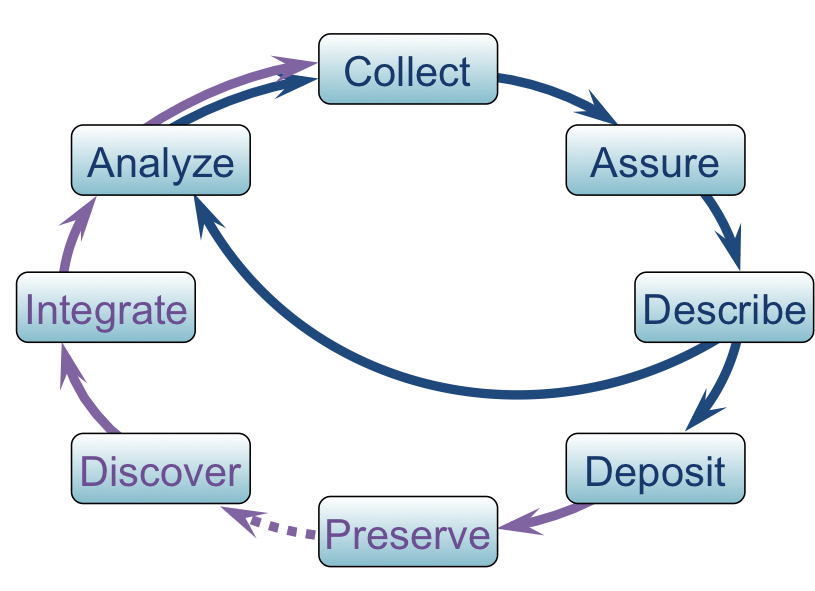 Collect
Analyze
Assure
Integrate
Describe
Discover
Deposit
Preserve